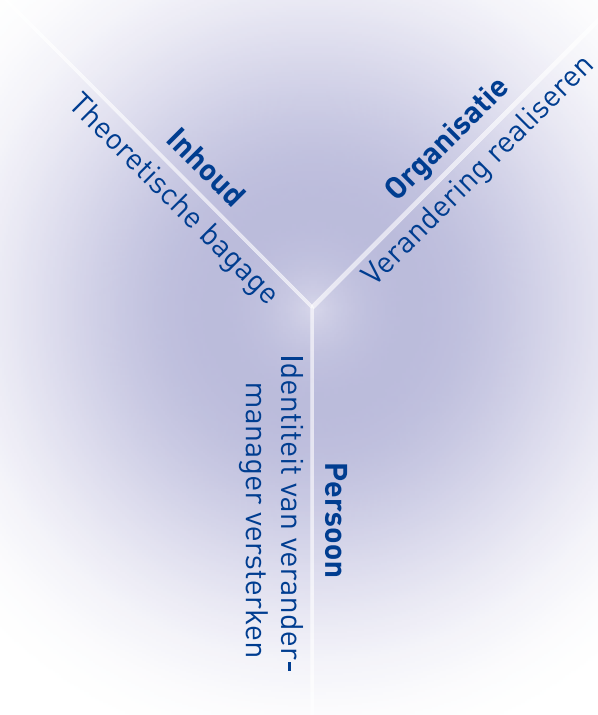 Inhoud
Theoretische bagage
Organisatie
Verandering realiseren
Persoon
Identiteit van verander-
manager versterken